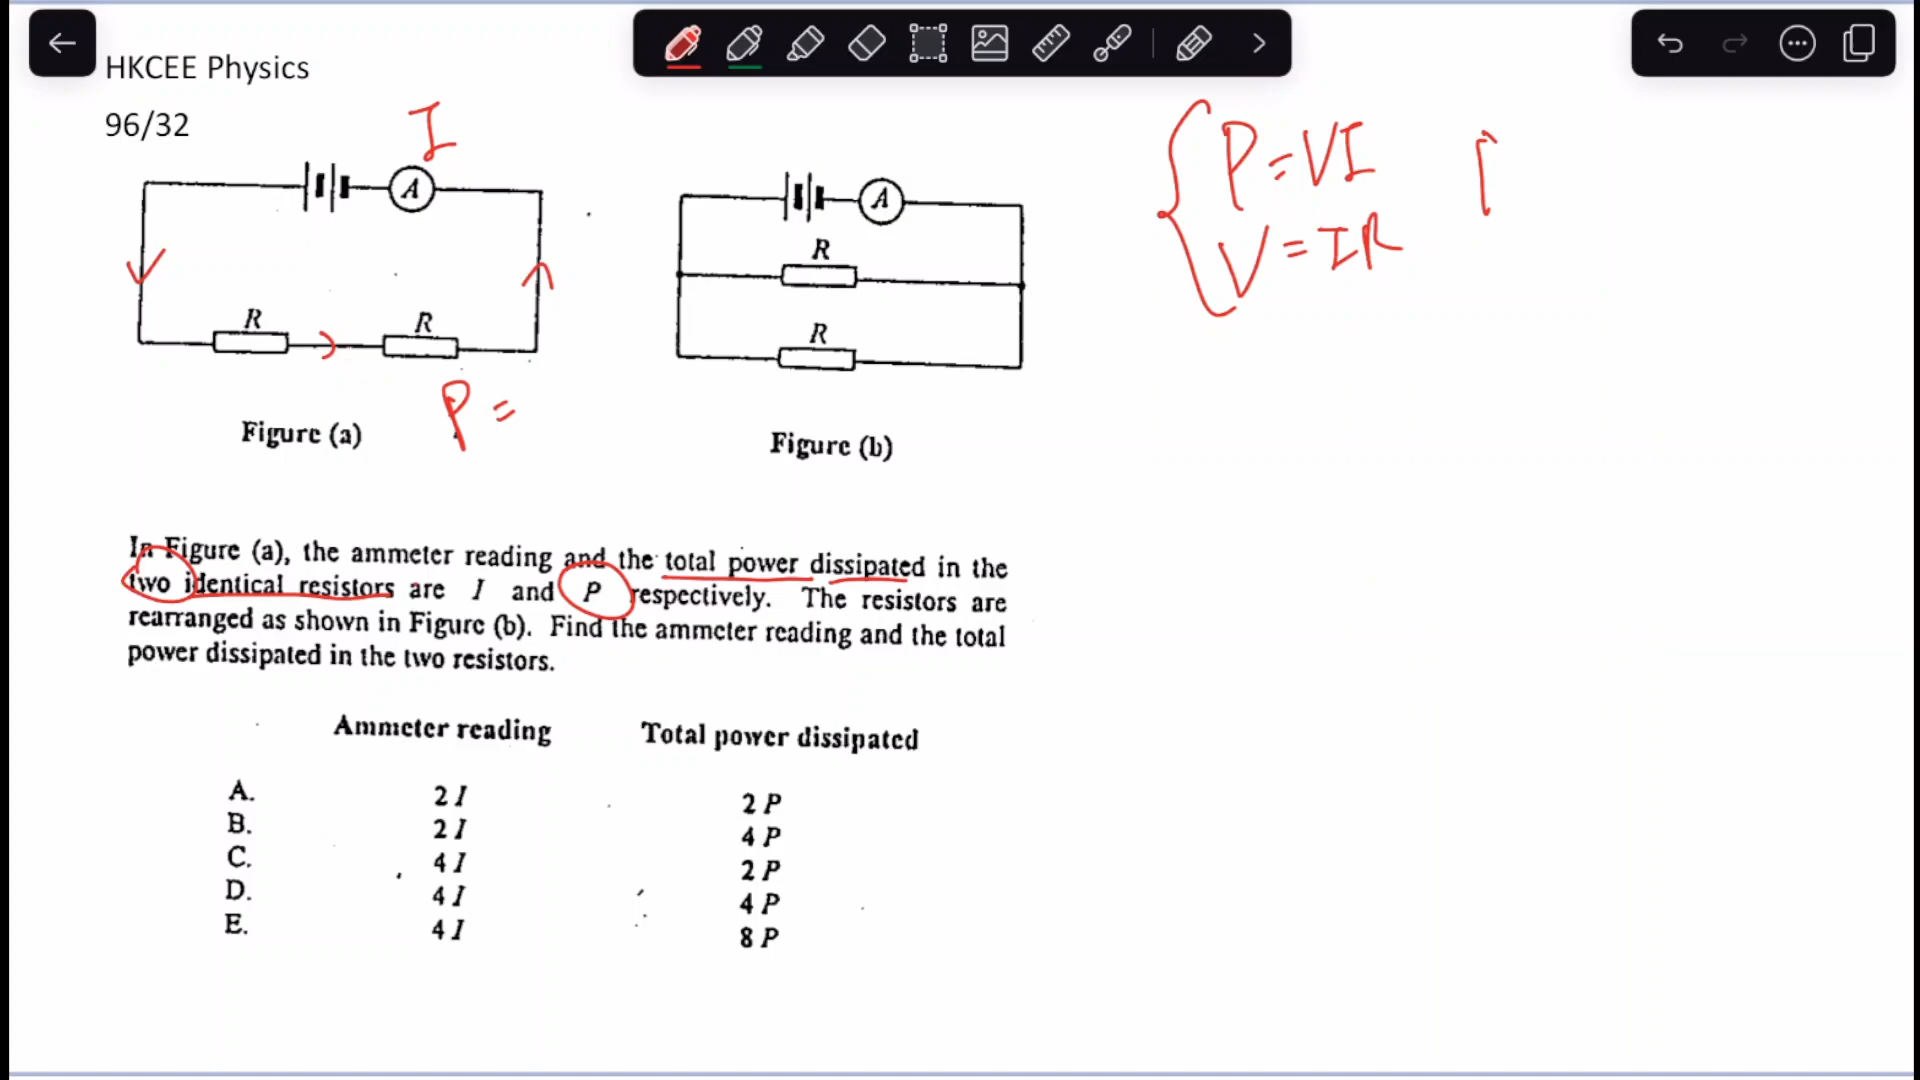 HKCEE Physics
96/32
I
A
R
R
P =
Figure (a)
A
R
R
Figure (b)
P = VI
V = IR
In Figure (a), the ammeter reading and the total power dissipated in the
two identical resistors are I and P respectively. The resistors are
rearranged as shown in Figure (b). Find the ammeter reading and the total
power dissipated in the two resistors.
Ammeter reading Total power dissipated
A. 2 I 2 P
B. 2 I 4 P
C. 4 I 2 P
D. 4 I 4 P
E. 4 I 8 P